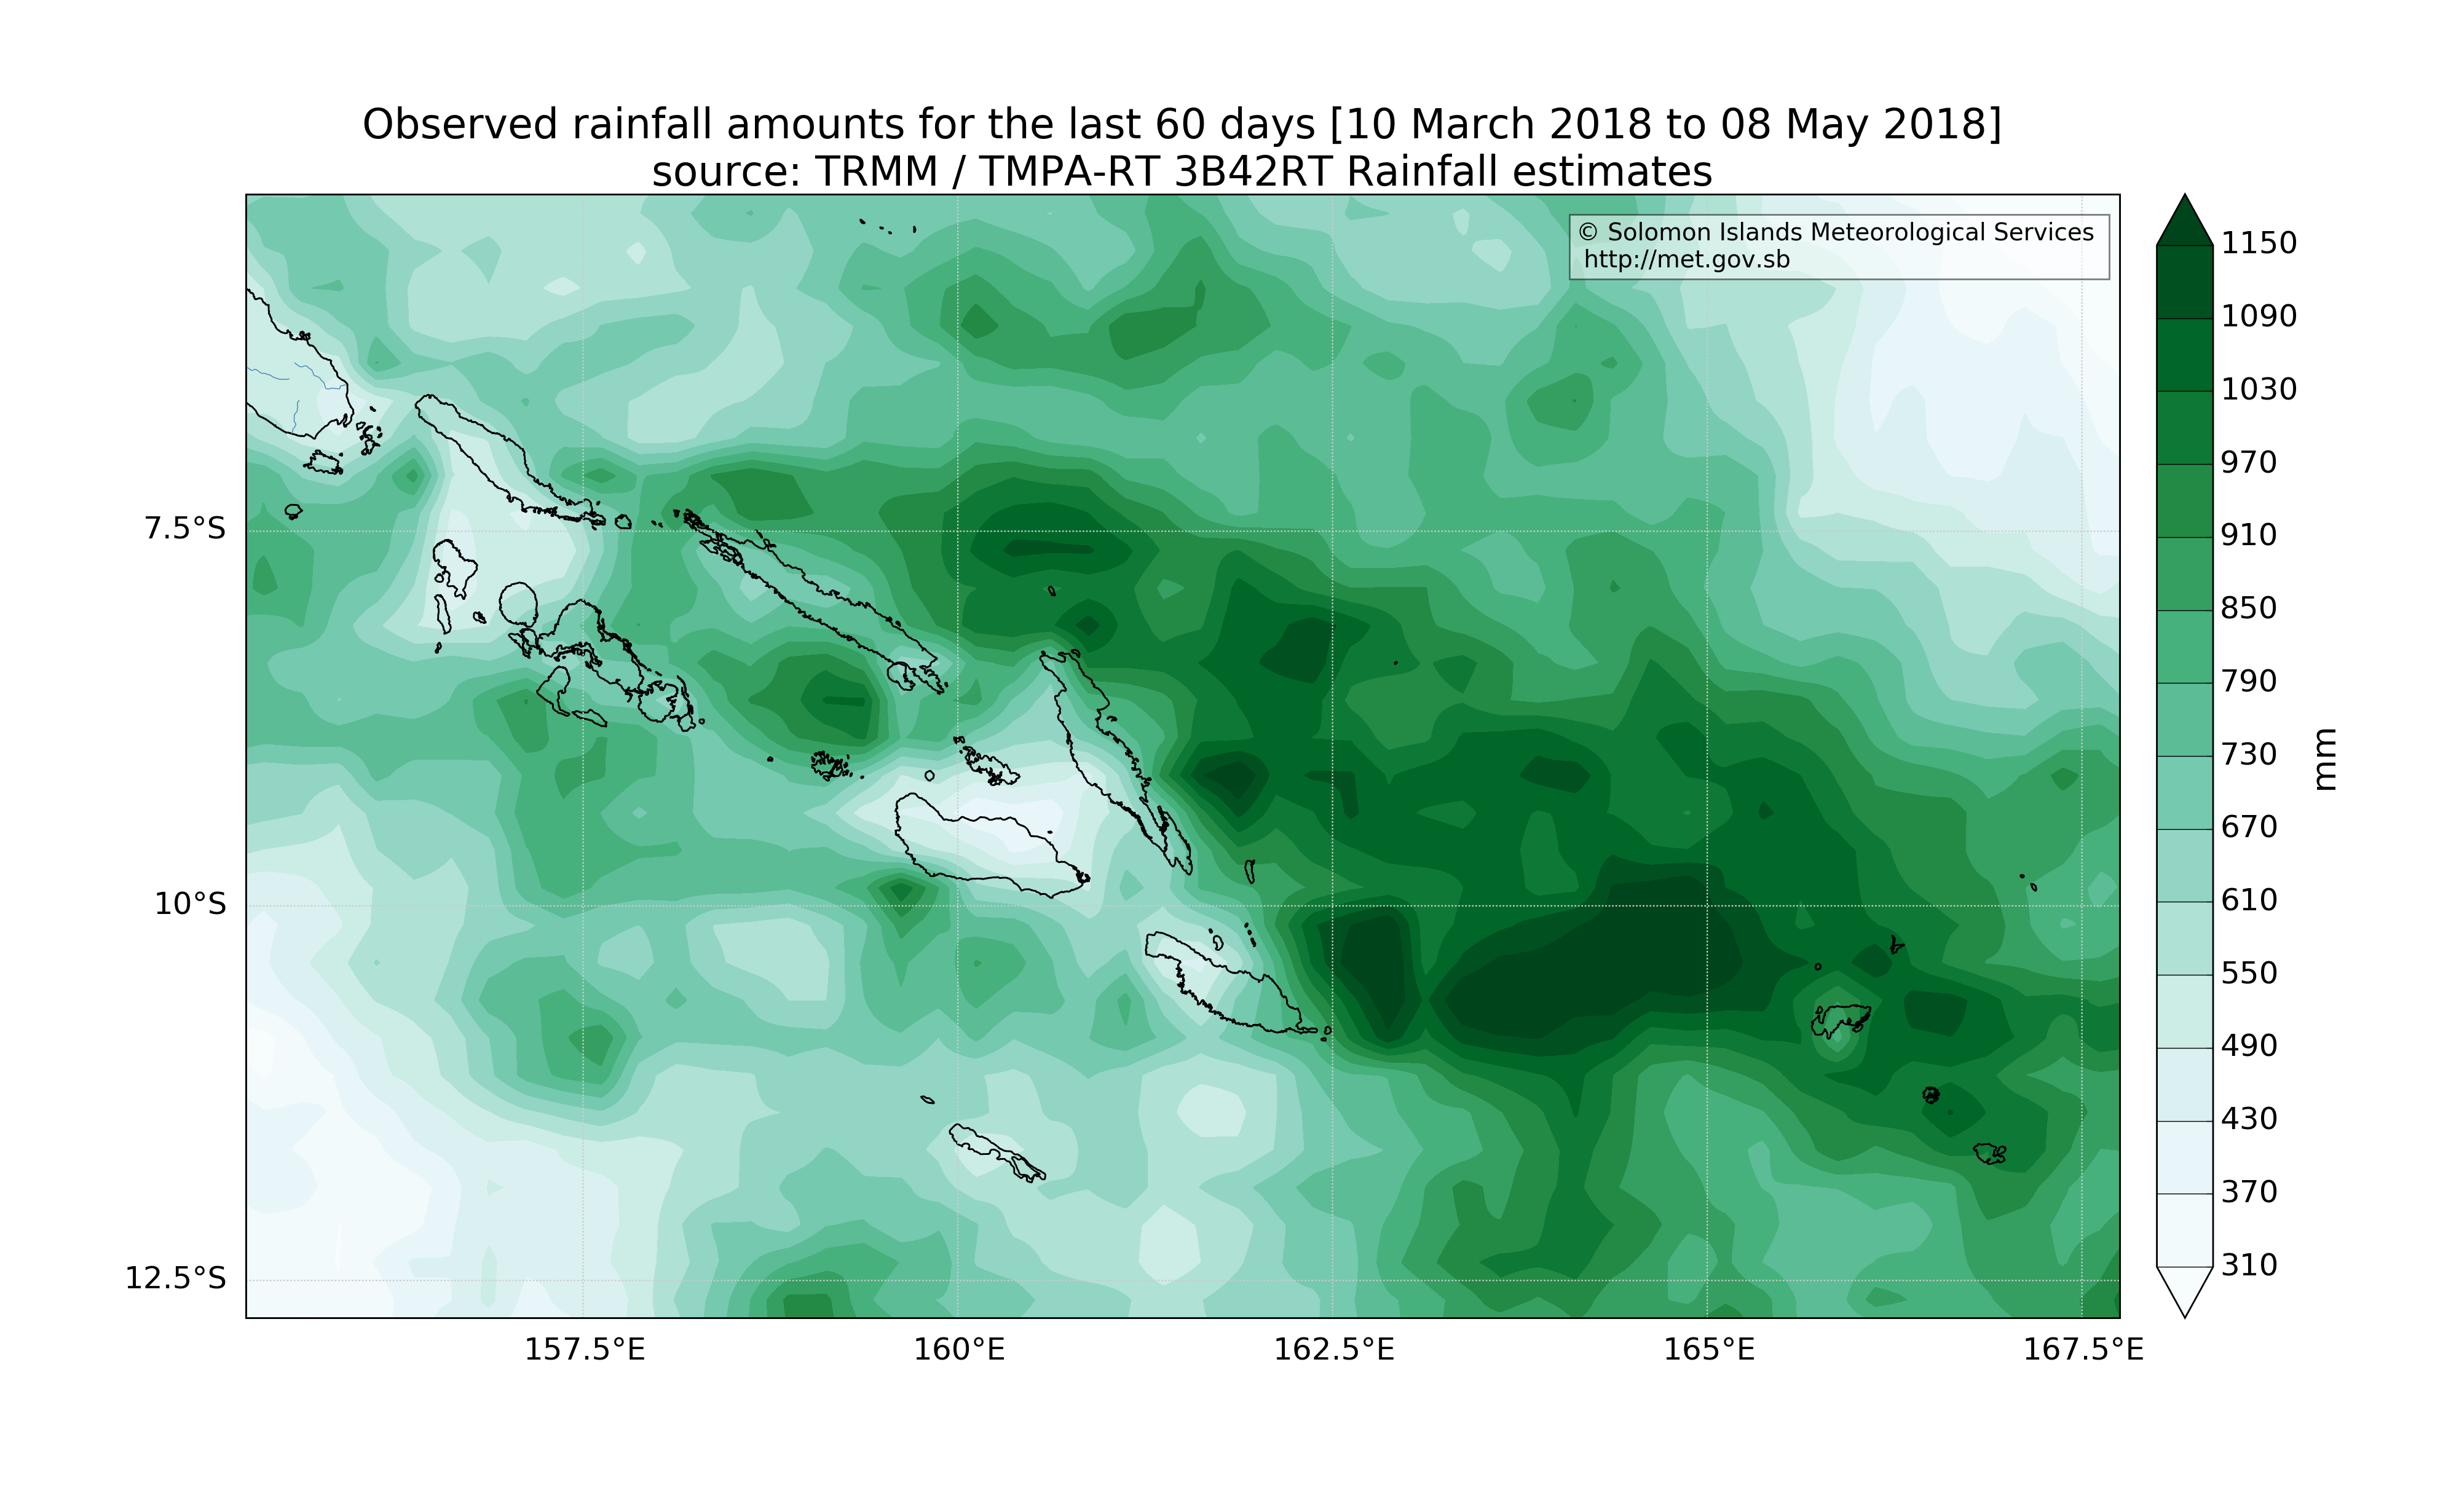 Observed rainfall amounts for the last 60 days [10 March 2018 to 08 May 2018]
source: TRMM / TMPA-RT 3B42RT Rainfall estimates
© Solomon Islands Meteorological Services
http://met.gov.sb
7.5°S
10°S
12.5°S
157.5°E
160°E
162.5°E
165°E
167.5°E
1150
1090
1030
970
910
850
790
730
670
610
550
490
430
370
310
mm